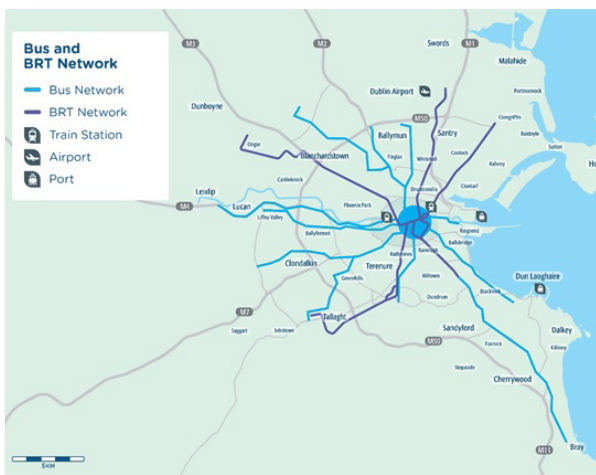 Bus and
BRT Network
Bus Network
BRT Network
Train Station
Airport
Port
M3
M2
Swords
M1
Malahide
Dublin Airport
Portmarnock
Dunboyne
M50
Clongriffin
Ballymun
Santry
Baldoyle
Ongar
Finglas
Whitehall
Coolock
Sutton
Ho
Blanchardstown
Raheny
Castleknock
Drumcondra
Clontarf
Leixlip
M4
Lucan
Phoenix Park
Liffey Valley
Ringsend
Ballyfermot
Ballsbridge
Rathmines
Ranelagh
Clondalkin
Terenure
Greenhills
Milltown
Dun Laoghaire
Blackrock
Dundrum
M7
Tallaght
Saggart
Jobstown
Sandyford
Dalkey
M50
Foxrock
Killiney
Stepaside
Cherrywood
Bray
M11
5KM